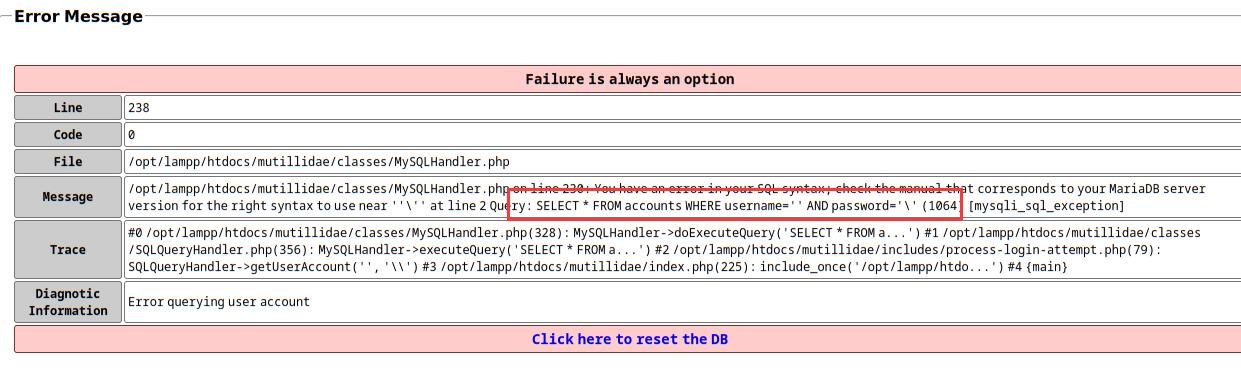 Error Message
Failure is always an option
Line 238
Code 0
File /opt/lampp/htdocs/mutillidae/classes/MySQLHandler.php
Message /opt/lampp/htdocs/mutillidae/classes/MySQLHandler.php on line 230: You have an error in your SQL syntax; check the manual that corresponds to your MariaDB server
version for the right syntax to use near ''\'' at line 2 Query: SELECT * FROM accounts WHERE username='' AND password='\' (1064) [mysqli_sql_exception]
Trace #0 /opt/lampp/htdocs/mutillidae/classes/MySQLHandler.php(328): MySQLHandler->doExecuteQuery('SELECT * FROM a...') #1 /opt/lampp/htdocs/mutillidae/classes
/SQLQueryHandler.php(356): MySQLHandler->executeQuery('SELECT * FROM a...') #2 /opt/lampp/htdocs/mutillidae/includes/process-login-attempt.php(79):
SQLQueryHandler->getUserAccount('', '\\') #3 /opt/lampp/htdocs/mutillidae/index.php(225): include_once('/opt/lampp/htdo...') #4 {main}
Diagnostic
Information Error querying user account
Click here to reset the DB